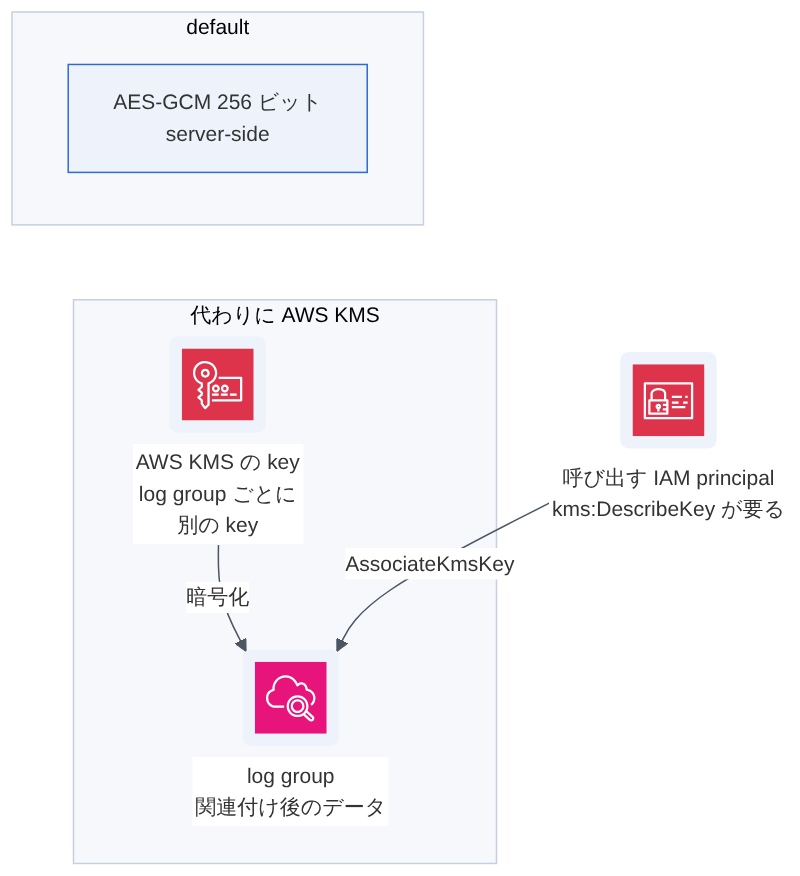 default
AES-GCM 256 ビット
server-side
代わりに AWS KMS
AWS KMS の key
log group ごとに
別の key
呼び出す IAM principal
kms:DescribeKey が要る
AssociateKmsKey
暗号化
log group
関連付け後のデータ